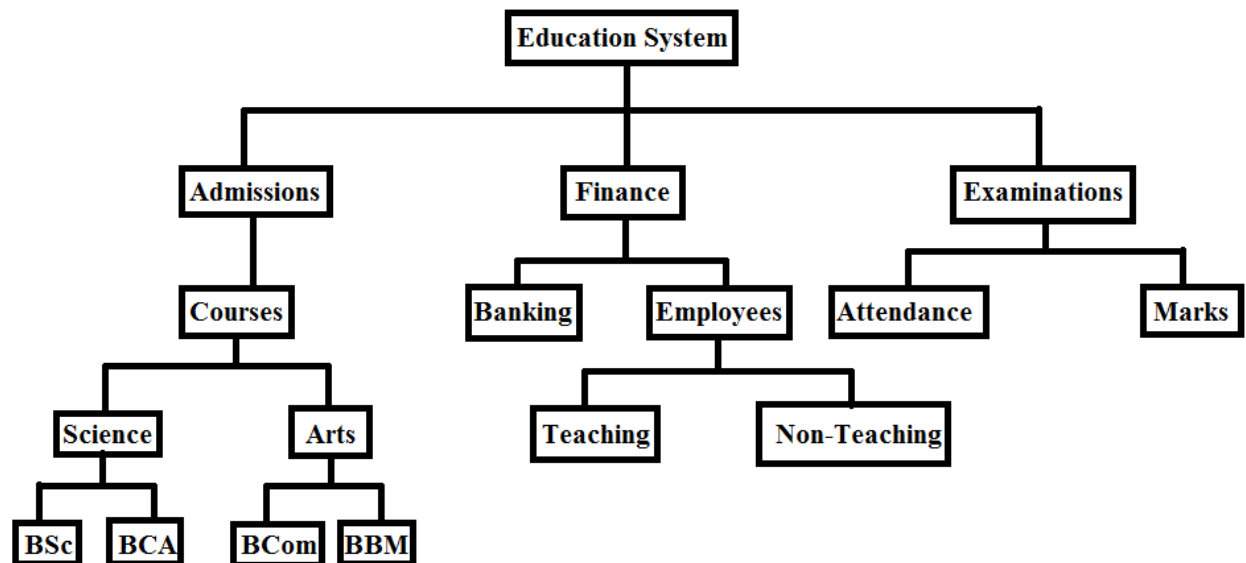 Education System
Admissions
Finance
Examinations
Courses
Banking
Employees
Attendance
Marks
Science
Arts
Teaching
Non-Teaching
BSc
BCA
BCom
BBM